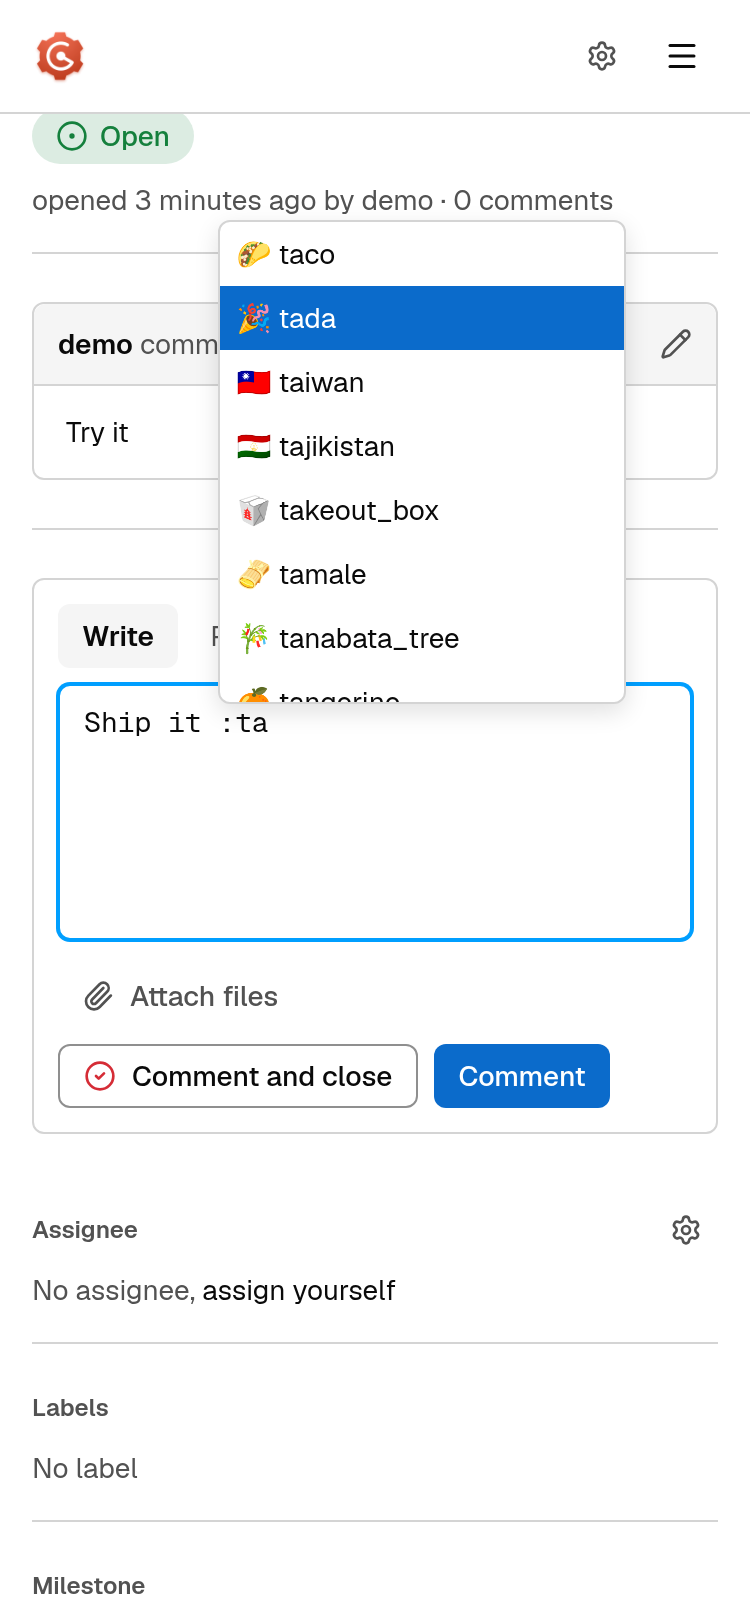 Open
opened 3 minutes ago by demo · 0 comments
taco
tada
taiwan
tajikistan
takeout_box
tamale
tanabata_tree
tangerine
demo
Try it
Write
Ship it :ta
Attach files
Comment and close
Comment
Assignee
No assignee, assign yourself
Labels
No label
Milestone